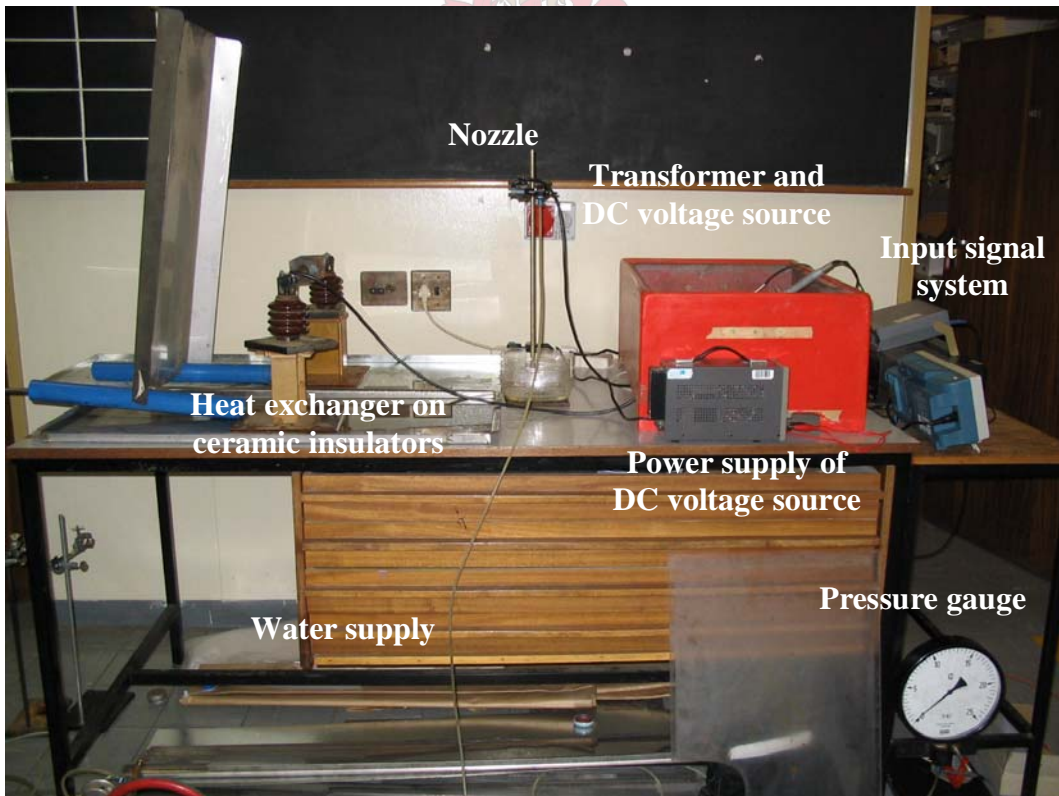 Nozzle
Transformer and
DC voltage source
Input signal
system
Heat exchanger on
ceramic insulators
Power supply of
DC voltage source
Pressure gauge
Water supply